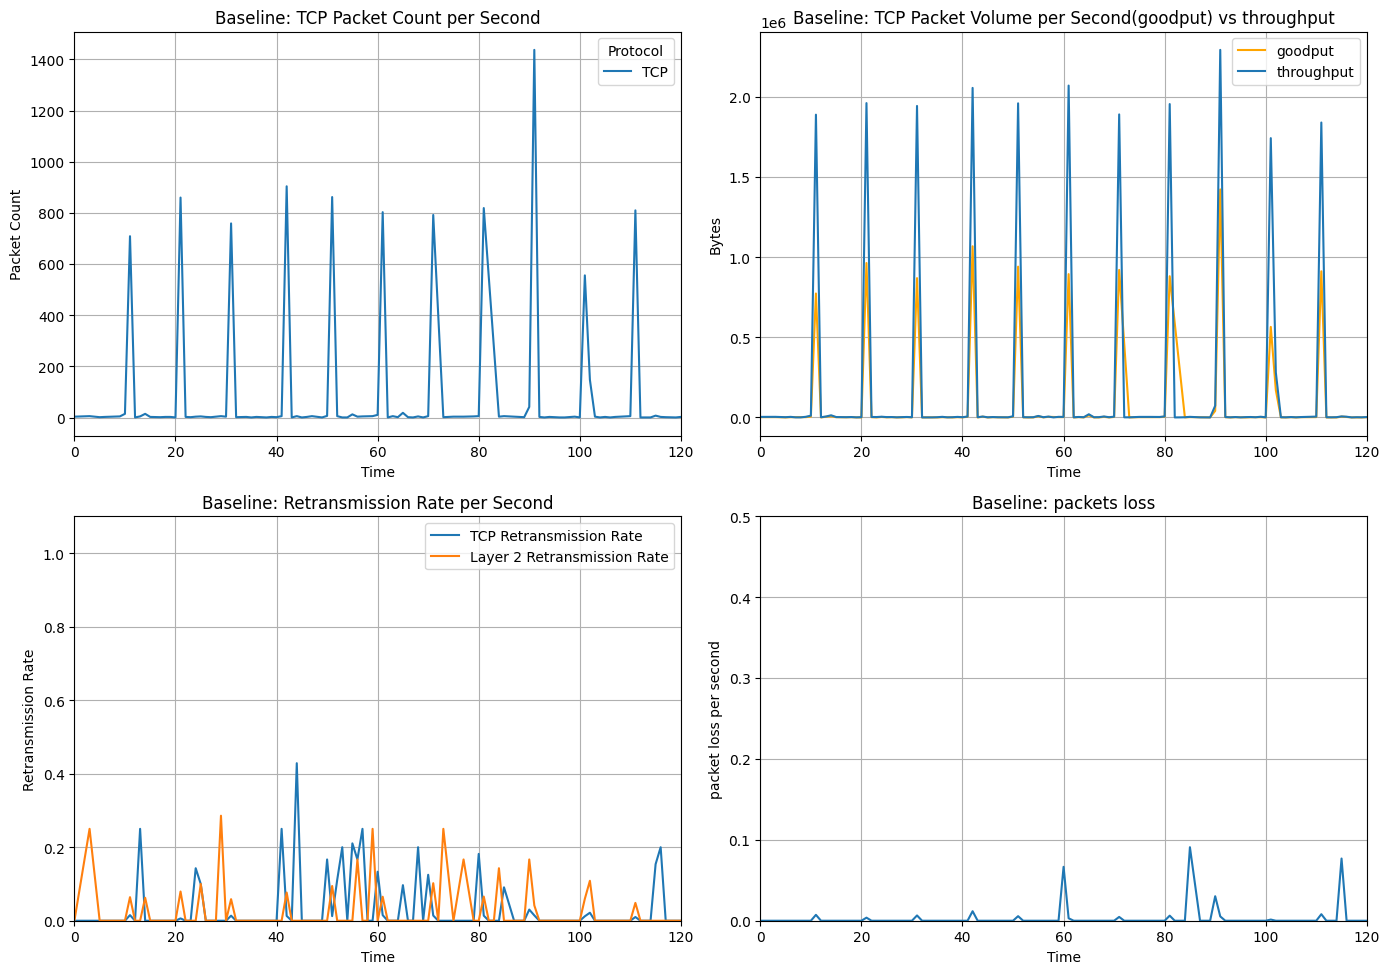 Baseline: TCP Packet Count per Second
Protocol
TCP
1400
1200
1000
800
600
400
200
0
Packet Count
0 20 40 60 80 100 120
Time
Baseline: TCP Packet Volume per Second(goodput) vs throughput
1e6
goodput
throughput
2.0
1.5
1.0
0.5
0.0
Bytes
0 20 40 60 80 100 120
Time
Baseline: Retransmission Rate per Second
TCP Retransmission Rate
Layer 2 Retransmission Rate
1.0
0.8
0.6
0.4
0.2
0.0
Retransmission Rate
0 20 40 60 80 100 120
Time
Baseline: packets loss
0.5
0.4
0.3
0.2
0.1
0.0
packet loss per second
0 20 40 60 80 100 120
Time